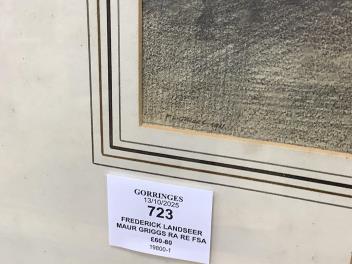 GORRINGES
13/10/2025
723
FREDERICK LANDSEER
MAUR GRIGGS RA RE FSA
£60-80
19800-1